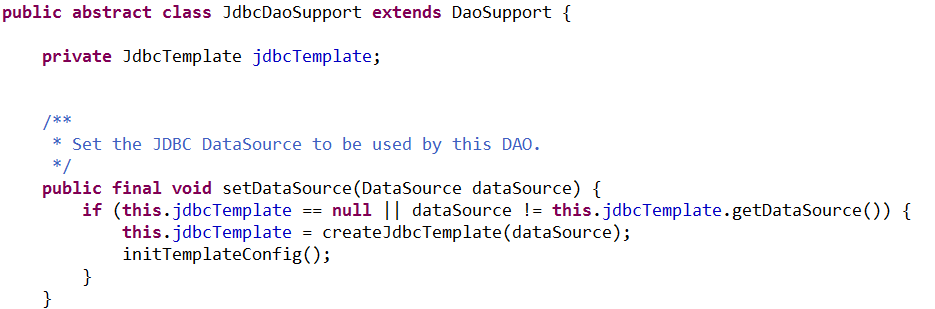 public abstract class JdbcDaoSupport extends DaoSupport {
private JdbcTemplate jdbcTemplate;
/**
* Set the JDBC DataSource to be used by this DAO.
*/
public final void setDataSource(DataSource dataSource) {
if (this.jdbcTemplate == null || dataSource != this.jdbcTemplate.getDataSource()) {
this.jdbcTemplate = createJdbcTemplate(dataSource);
initTemplateConfig();
}
}